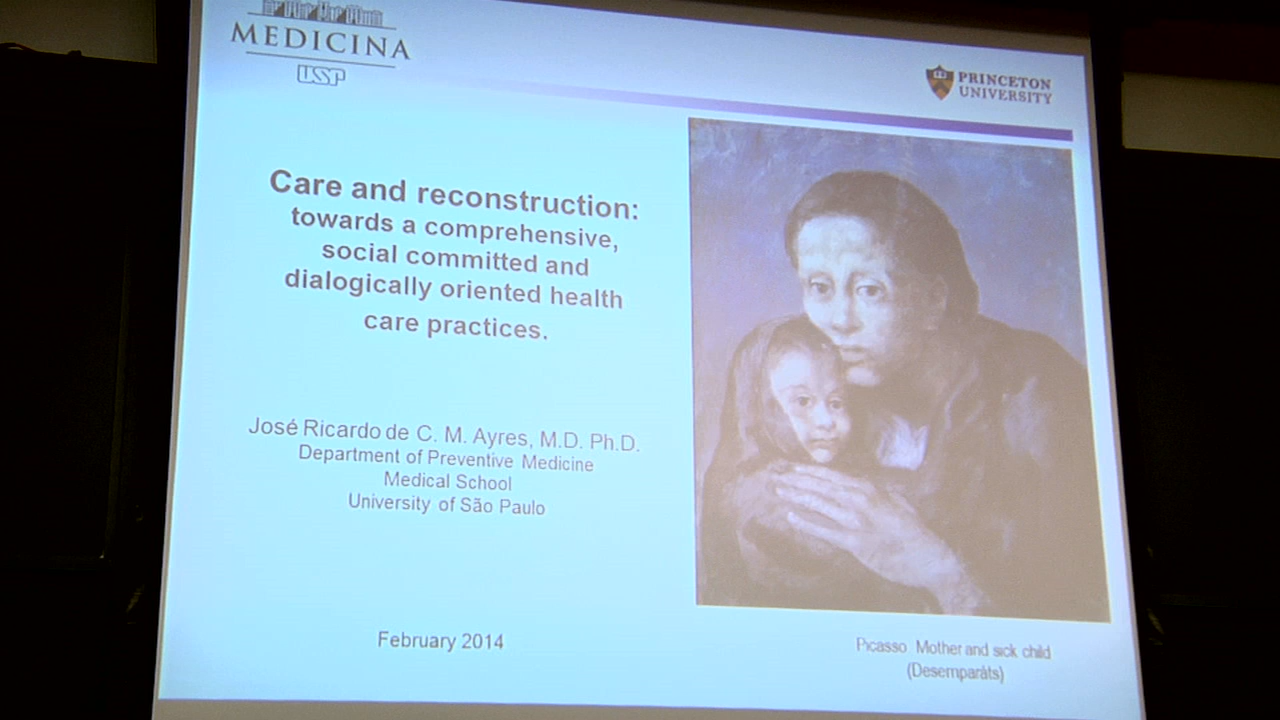 MEDICINA
USP
PRINCETON
UNIVERSITY
Care and reconstruction:
towards a comprehensive,
social committed and
dialogically oriented health
care practices.
José Ricardo de C. M. Ayres, M.D. Ph.D.
Department of Preventive Medicine
Medical School
University of São Paulo
February 2014
Picasso Mother and sick child
(Desemparàts)